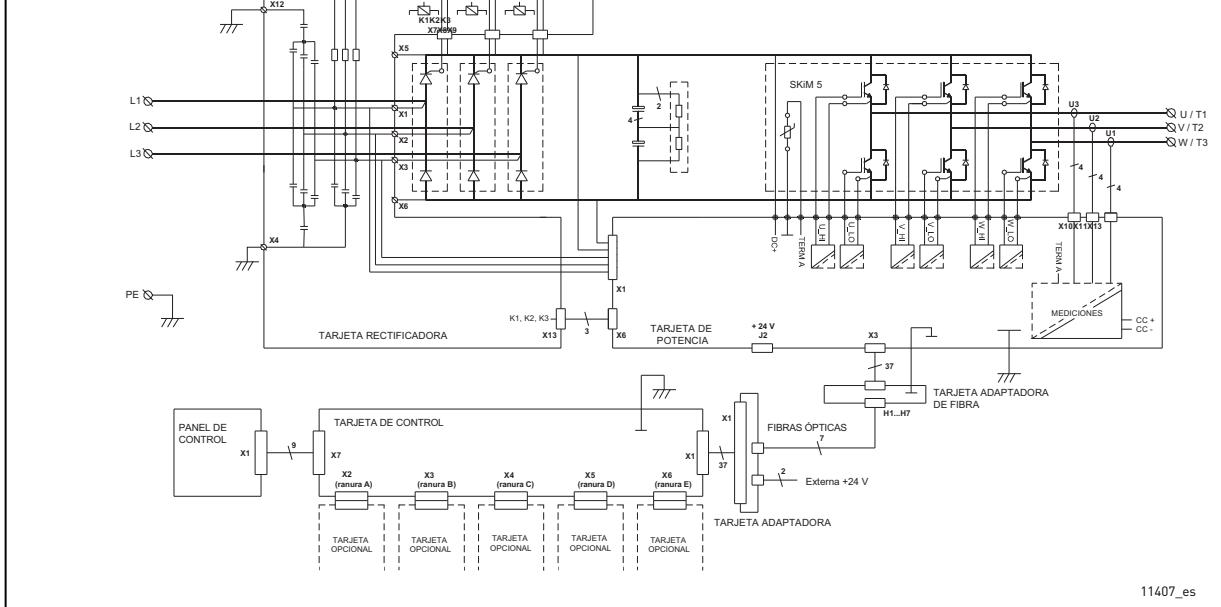 X12
K1K2K3
X7X8X9
X5
SKiM 5
L1
X1
L2
X2
L3
X3
X6
2
4
U3
U2
U1
U / T1
V / T2
W / T3
4
4
4
X4
DC+
TERM A
U_HI
U_LO
V_HI
V_LO
W_HI
W_LO
X10X11X13
TERM A
X1
PE
MEDICIONES
CC +
CC -
K1, K2, K3
X13
3
X6
TARJETA RECTIFICADORA
TARJETA DE
POTENCIA
+ 24 V
J2
X3
37
TARJETA ADAPTADORA
DE FIBRA
H1...H7
PANEL DE
CONTROL
X1
9
X7
TARJETA DE CONTROL
X1
37
X1
FIBRAS ÓPTICAS
7
2
Externa +24 V
X2
(ranura A)
X3
(ranura B)
X4
(ranura C)
X5
(ranura D)
X6
(ranura E)
TARJETA ADAPTADORA
TARJETA
OPCIONAL
TARJETA
OPCIONAL
TARJETA
OPCIONAL
TARJETA
OPCIONAL
TARJETA
OPCIONAL
11407_es